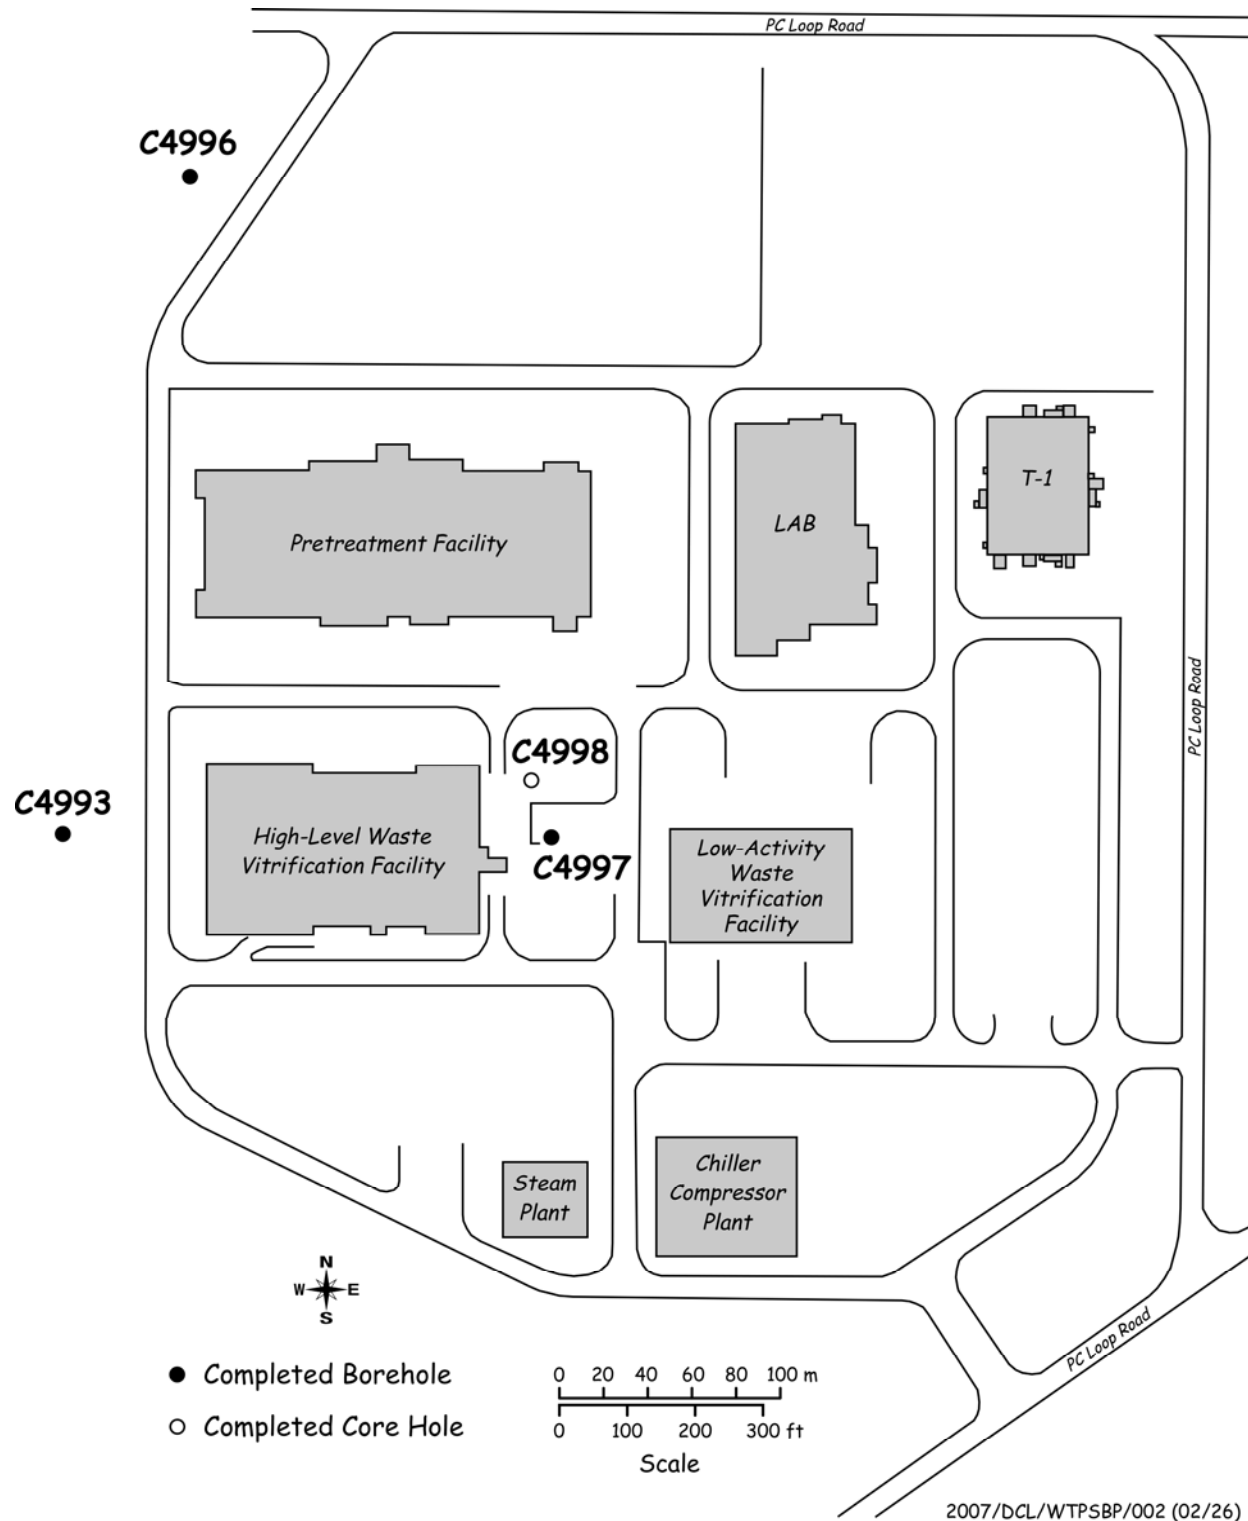 PC Loop Road
C4996
T-1
LAB
Pretreatment Facility
PC Loop Road
C4998
C4993
High-Level Waste
Vitrification Facility
C4997
Low-Activity
Waste
Vitrification
Facility
Chiller
Compressor
Plant
Steam
Plant
N
W E
S
PC Loop Road
Completed Borehole
Completed Core Hole
0 20 40 60 80 100 m
0 100 200 300 ft
Scale
2007/DCL/WTPSBP/002 (02/26)